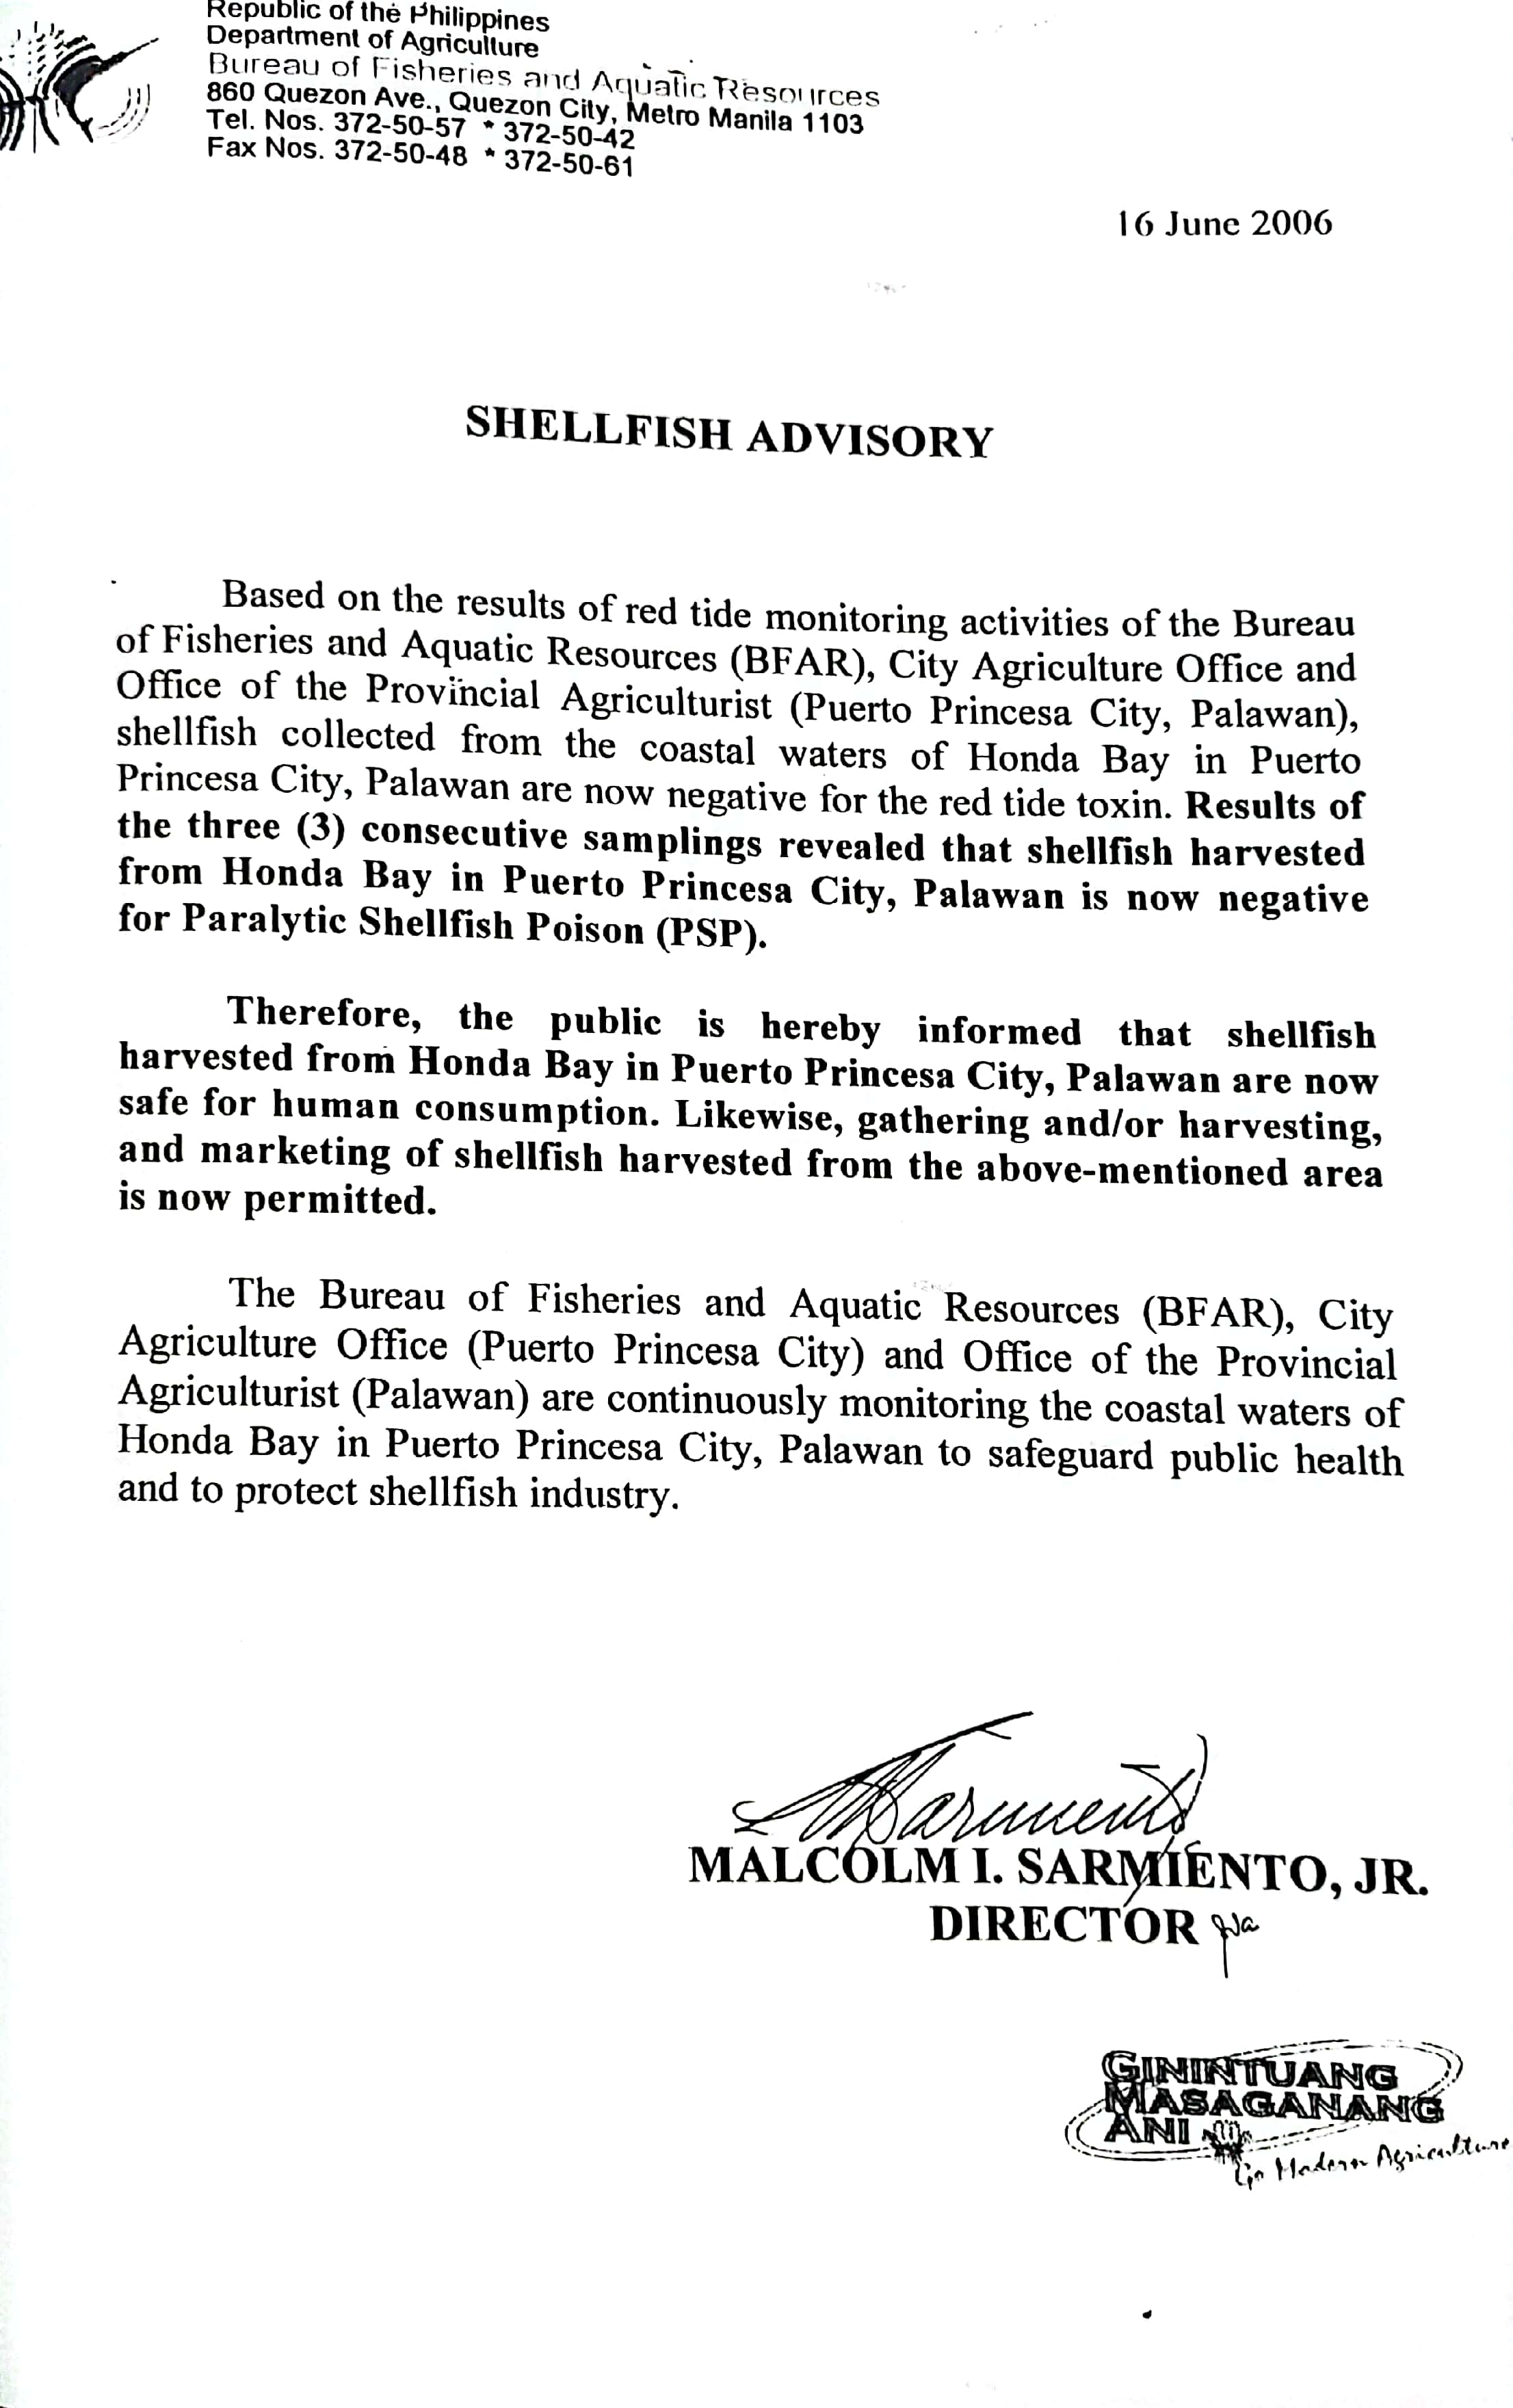 Republic of the Philippines
Department of Agriculture
Bureau of Fisheries and Aquatic Resources
860 Quezon Ave., Quezon City, Metro Manila 1103
Tel. Nos. 372-50-57 * 372-50-42
Fax Nos. 372-50-48 * 372-50-61
16 June 2006
SHELLFISH ADVISORY
Based on the results of red tide monitoring activities of the Bureau
of Fisheries and Aquatic Resources (BFAR), City Agriculture Office and
Office of the Provincial Agriculturist (Puerto Princesa City, Palawan),
shellfish collected from the coastal waters of Honda Bay in Puerto
Princesa City, Palawan are now negative for the red tide toxin. Results of
the three (3) consecutive samplings revealed that shellfish harvested
from Honda Bay in Puerto Princesa City, Palawan is now negative
for Paralytic Shellfish Poison (PSP).
Therefore, the public is hereby informed that shellfish
harvested from Honda Bay in Puerto Princesa City, Palawan are now
safe for human consumption. Likewise, gathering and/or harvesting,
and marketing of shellfish harvested from the above-mentioned area
is now permitted.
The Bureau of Fisheries and Aquatic Resources (BFAR), City
Agriculture Office (Puerto Princesa City) and Office of the Provincial
Agriculturist (Palawan) are continuously monitoring the coastal waters of
Honda Bay in Puerto Princesa City, Palawan to safeguard public health
and to protect shellfish industry.
MALCOLM I. SARMIENTO, JR.
DIRECTOR
GININTUANG
MASAGANANG
ANI
Modern Agriculture